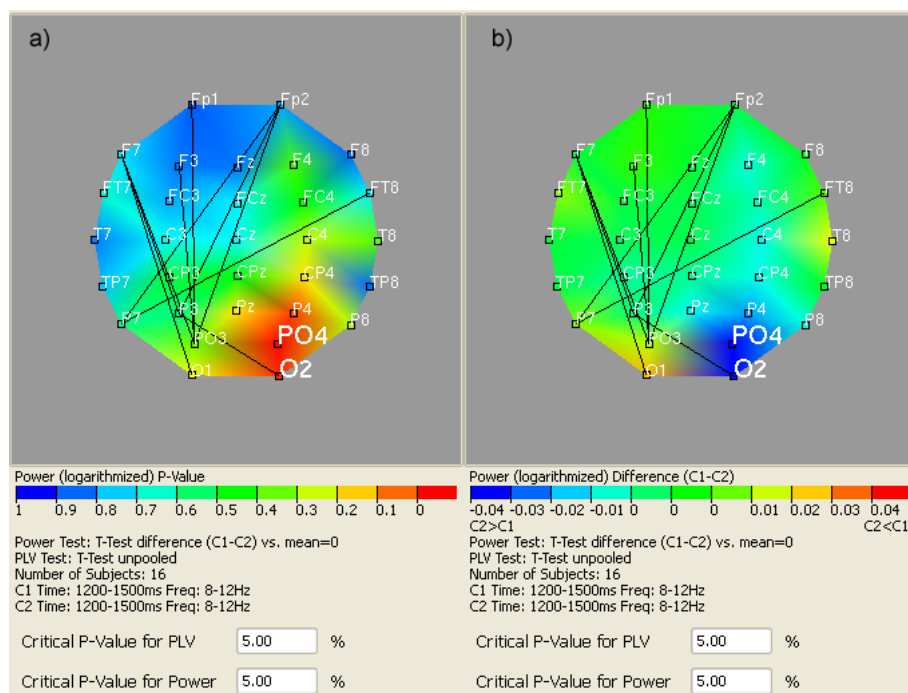 a)
Fp1 Fp2
F7 F3 Fz F4 F8
FT7 FC3 FCz FC4 FT8
T7 C3 Cz C4 T8
TP7 CP3 CPz CP4 TP8
P7 P3 Pz P4 P8
PO3 PO4
O1 O2
Power (logarithmized) P-Value
1 0.9 0.8 0.7 0.6 0.5 0.4 0.3 0.2 0.1 0
Power Test: T-Test difference (C1-C2) vs. mean=0
PLV Test: T-Test unpooled
Number of Subjects: 16
C1 Time: 1200-1500ms Freq: 8-12Hz
C2 Time: 1200-1500ms Freq: 8-12Hz
Critical P-Value for PLV 5.00 %
Critical P-Value for Power 5.00 %
b)
Fp1 Fp2
F7 F3 Fz F4 F8
FT7 FC3 FCz FC4 FT8
T7 C3 Cz C4 T8
TP7 CP3 CPz CP4 TP8
P7 P3 Pz P4 P8
PO3 PO4
O1 O2
Power (logarithmized) Difference (C1-C2)
-0.04 -0.03 -0.02 -0.01 0 0 0 0.01 0.02 0.03 0.04
C2>C1 C2<C1
Power Test: T-Test difference (C1-C2) vs. mean=0
PLV Test: T-Test unpooled
Number of Subjects: 16
C1 Time: 1200-1500ms Freq: 8-12Hz
C2 Time: 1200-1500ms Freq: 8-12Hz
Critical P-Value for PLV 5.00 %
Critical P-Value for Power 5.00 %